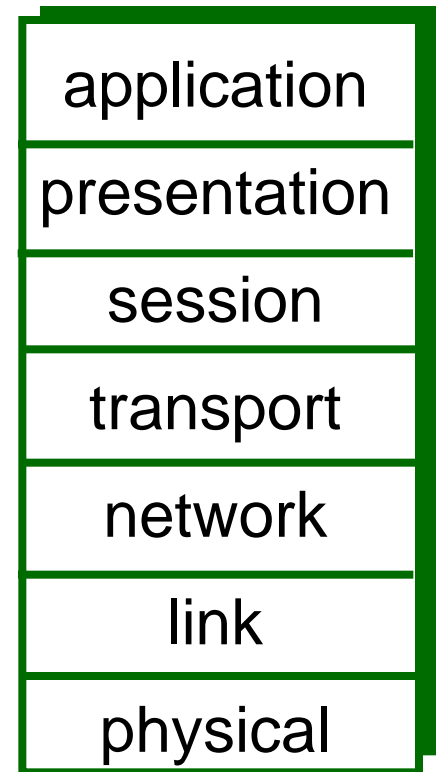 application
presentation
session
transport
network
link
physical